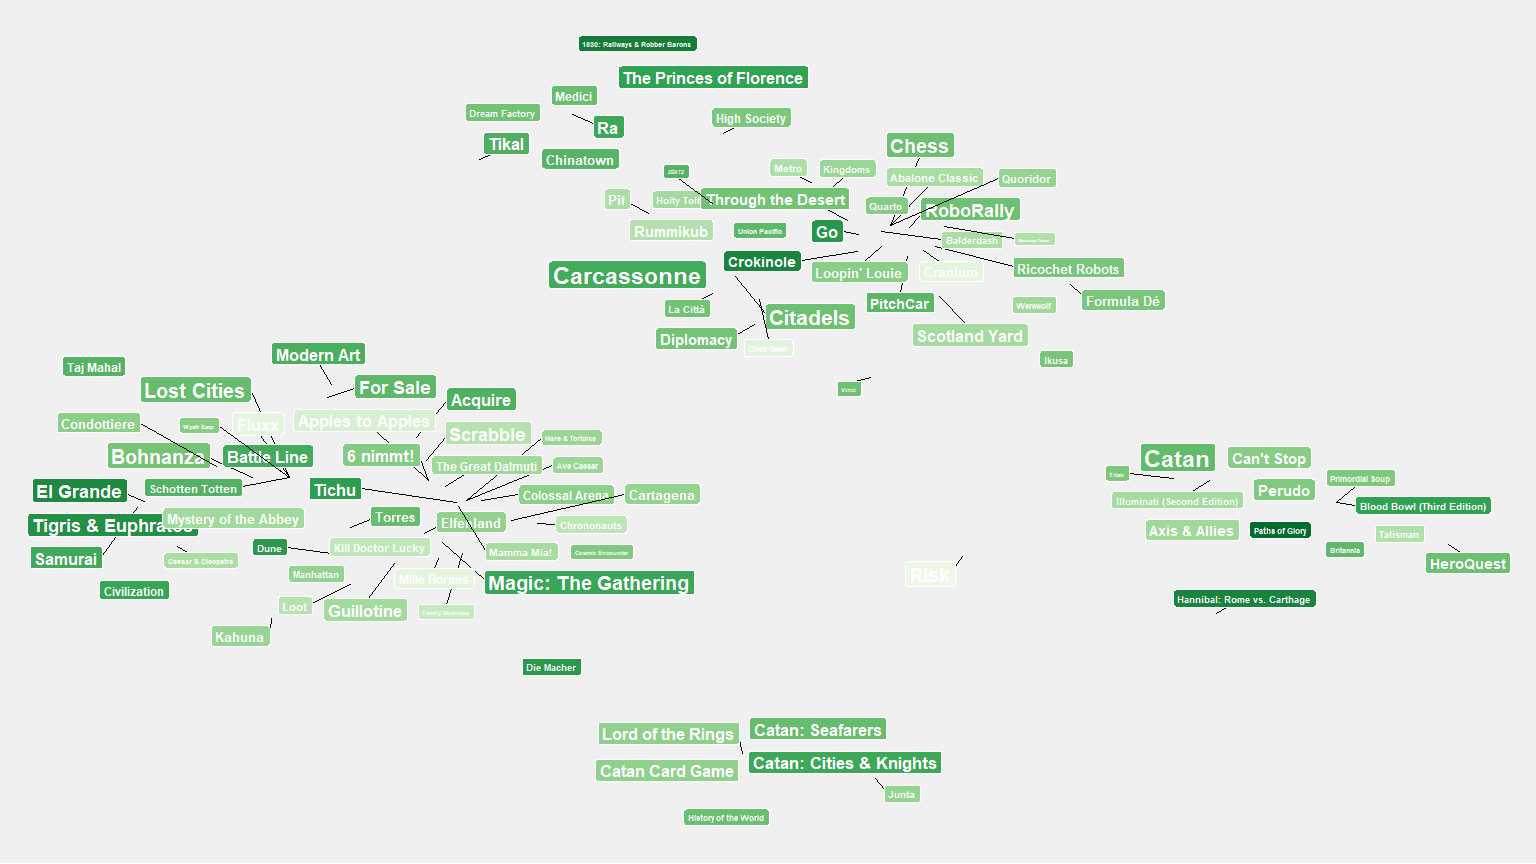 1830: Railways & Robber Barons
The Princes of Florence
Medici
Dream Factory
Ra
High Society
Tikal
Chinatown
Chess
Metro
Kingdoms
ZÈRTZ
Abalone Classic
Quoridor
Pit
Hoity Toit
Through the Desert
Quarto
RoboRally
Rummikub
Union Pacific
Go
Balderdash
Crokinole
Loopin' Louie
Cranium
Ricochet Robots
Carcassonne
La Città
Citadels
PitchCar
Werewolf
Formula Dé
Diplomacy
Chez Geek
Scotland Yard
Ikusa
Vinci
Modern Art
Taj Mahal
Lost Cities
For Sale
Acquire
Condottiere
Wyatt Earp
Fluxx
Apples to Apples
Scrabble
Hare & Tortoise
Bohnanza
Battle Line
6 nimmt!
The Great Dalmuti
Ave Caesar
El Grande
Schotten Totten
Tichu
Colossal Arena
Cartagena
Tigris & Euphrates
Mystery of the Abbey
Torres
Elfenland
Chrononauts
Samurai
Caesar & Cleopatra
Dune
Kill Doctor Lucky
Mamma Mia!
Cosmic Encounter
Civilization
Manhattan
Mille Bornes
Magic: The Gathering
Loot
Guillotine
Family Business
Kahuna
Die Macher
Risk
Catan
Can't Stop
Titan
Primordial Soup
Illuminati (Second Edition)
Perudo
Blood Bowl (Third Edition)
Axis & Allies
Paths of Glory
Talisman
Britannia
HeroQuest
Hannibal: Rome vs. Carthage
Lord of the Rings
Catan: Seafarers
Catan Card Game
Catan: Cities & Knights
Junta
History of the World